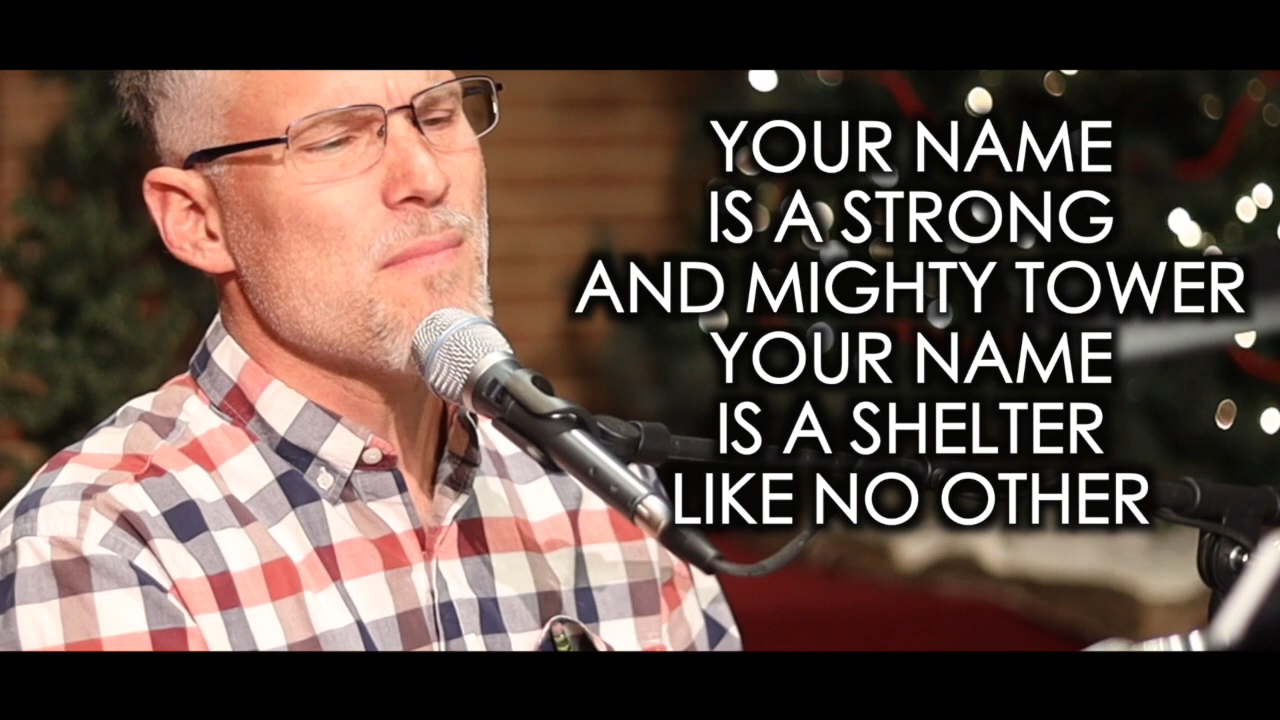 YOUR NAME
IS A STRONG
AND MIGHTY TOWER
YOUR NAME
IS A SHELTER
LIKE NO OTHER